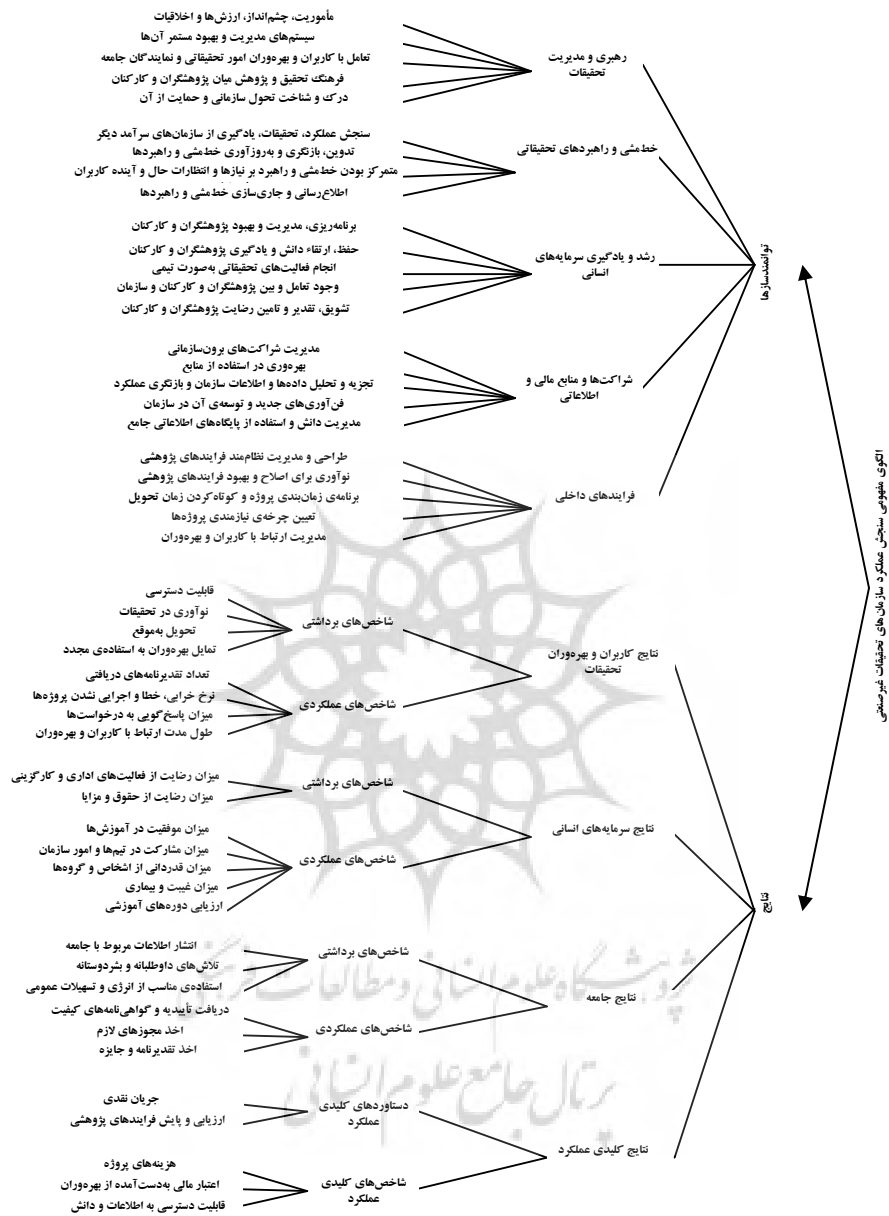 الگوی مفهومی سنجش عملکرد سازمان‌های تحقیقات غیرصنعتی
توانمندسازها
رهبری و مدیریت
تحقیقات
مأموریت، چشم‌انداز، ارزش‌ها و اخلاقیات
سیستم‌های مدیریت و بهبود مستمر آن‌ها
تعامل با کاربران و بهره‌وران امور تحقیقاتی و نمایندگان جامعه
فرهنگ تحقیق و پژوهش میان پژوهشگران و کارکنان
درک و شناخت تحول سازمانی و حمایت از آن
خط‌مشی و راهبردهای تحقیقاتی
سنجش عملکرد، تحقیقات، یادگیری از سازمان‌های سرآمد دیگر
تدوین، بازنگری و به‌روزآوری خط‌مشی و راهبردها
متمرکز بودن خط‌مشی و راهبرد بر نیازها و انتظارات حال و آینده کاربران
اطلاع‌رسانی و جاری‌سازی خط‌مشی و راهبردها
رشد و یادگیری سرمایه‌های
انسانی
برنامه‌ریزی، مدیریت و بهبود پژوهشگران و کارکنان
حفظ، ارتقاء دانش و یادگیری پژوهشگران و کارکنان
انجام فعالیت‌های تحقیقاتی به‌صورت تیمی
وجود تعامل و بین پژوهشگران و کارکنان و سازمان
تشویق، تقدیر و تامین رضایت پژوهشگران و کارکنان
شراکت‌ها و منابع مالی و
اطلاعاتی
مدیریت شراکت‌های برون‌سازمانی
بهره‌وری در استفاده از منابع
تجزیه و تحلیل داده‌ها و اطلاعات سازمان و بازنگری عملکرد
فن‌آوری‌های جدید و توسعه‌ی آن در سازمان
مدیریت دانش و استفاده از پایگاه‌های اطلاعاتی جامع
فرایندهای داخلی
طراحی و مدیریت نظام‌مند فرایندهای پژوهشی
نوآوری برای اصلاح و بهبود فرایندهای پژوهشی
برنامه‌ی زمان‌بندی پروژه و کوتاه‌کردن زمان تحویل
تعیین چرخه‌ی نیازمندی پروژه‌ها
مدیریت ارتباط با کاربران و بهره‌وران
نتایج
نتایج کاربران و بهره‌وران
تحقیقات
شاخص‌های برداشتی
قابلیت دسترسی
نوآوری در تحقیقات
تحویل به‌موقع
تمایل بهره‌وران به استفاده‌ی مجدد
شاخص‌های عملکردی
تعداد تقدیرنامه‌های دریافتی
نرخ خرابی، خطا و اجرایی نشدن پروژه‌ها
میزان پاسخ‌گویی به درخواست‌ها
طول مدت ارتباط با کاربران و بهره‌وران
نتایج سرمایه‌های انسانی
شاخص‌های برداشتی
میزان رضایت از فعالیت‌های اداری و کارگزینی
میزان رضایت از حقوق و مزایا
شاخص‌های عملکردی
میزان موفقیت در آموزش‌ها
میزان مشارکت در تیم‌ها و امور سازمان
میزان قدردانی از اشخاص و گروه‌ها
میزان غیبت و بیماری
ارزیابی دوره‌های آموزشی
نتایج جامعه
شاخص‌های برداشتی
انتشار اطلاعات مربوط با جامعه
تلاش‌های داوطلبانه و بشردوستانه
استفاده‌ی مناسب از انرژی و تسهیلات عمومی
شاخص‌های عملکردی
دریافت تأییدیه و گواهی‌نامه‌های کیفیت
اخذ مجوزهای لازم
اخذ تقدیرنامه و جایزه
نتایج کلیدی عملکرد
دستاوردهای کلیدی
عملکرد
جریان نقدی
ارزیابی و پایش فرایندهای پژوهشی
شاخص‌های کلیدی
عملکرد
هزینه‌های پروژه
اعتبار مالی به‌دست‌آمده از بهره‌وران
قابلیت دسترسی به اطلاعات و دانش
پژوهشگاه علوم انسانی و مطالعات فرهنگی
پرتال جامع علوم انسانی